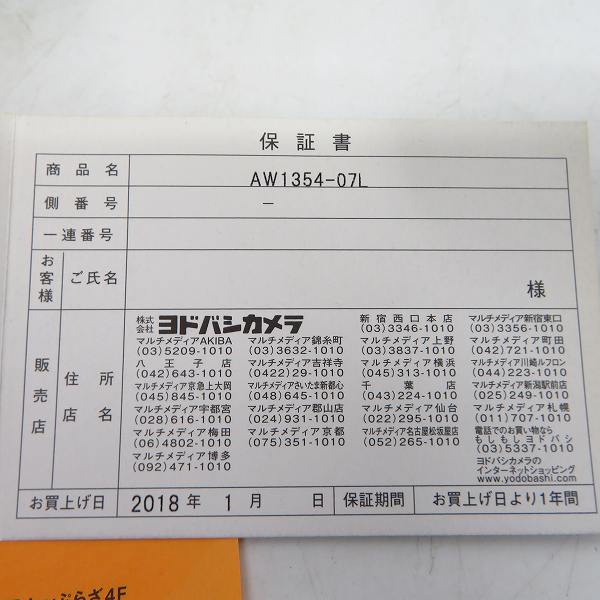 保証書
商品名 AW1354-07L
側番号 －
一連番号
お客様 ご氏名 様
販売店 住所 店名
株式会社 ヨドバシカメラ
新宿西口本店 (03)3346-1010
マルチメディア新宿東口 (03)3356-1010
マルチメディアAKIBA (03)5209-1010
マルチメディア錦糸町 (03)3632-1010
マルチメディア上野 (03)3837-1010
マルチメディア町田 (042)721-1010
八王子店 (042)643-1010
マルチメディア吉祥寺 (0422)29-1010
マルチメディア横浜 (045)313-1010
マルチメディア川崎ルフロン (044)223-1010
マルチメディア京急上大岡 (045)845-1010
マルチメディアさいたま新都心 (048)645-1010
千葉店 (043)224-1010
マルチメディア新潟駅前店 (025)249-1010
マルチメディア宇都宮 (028)616-1010
マルチメディア郡山店 (024)931-1010
マルチメディア仙台 (022)295-1010
マルチメディア札幌 (011)707-1010
マルチメディア梅田 (06)4802-1010
マルチメディア京都 (075)351-1010
マルチメディア名古屋松坂屋店 (052)265-1010
電話でのお買い物なら もしもしヨドバシ (03)5337-1010
マルチメディア博多 (092)471-1010
ヨドバシカメラの
インターネットショッピング
www.yodobashi.com
お買上げ日 2018年 1月 日 保証期間 お買上げ日より1年間
ぷらざ4F